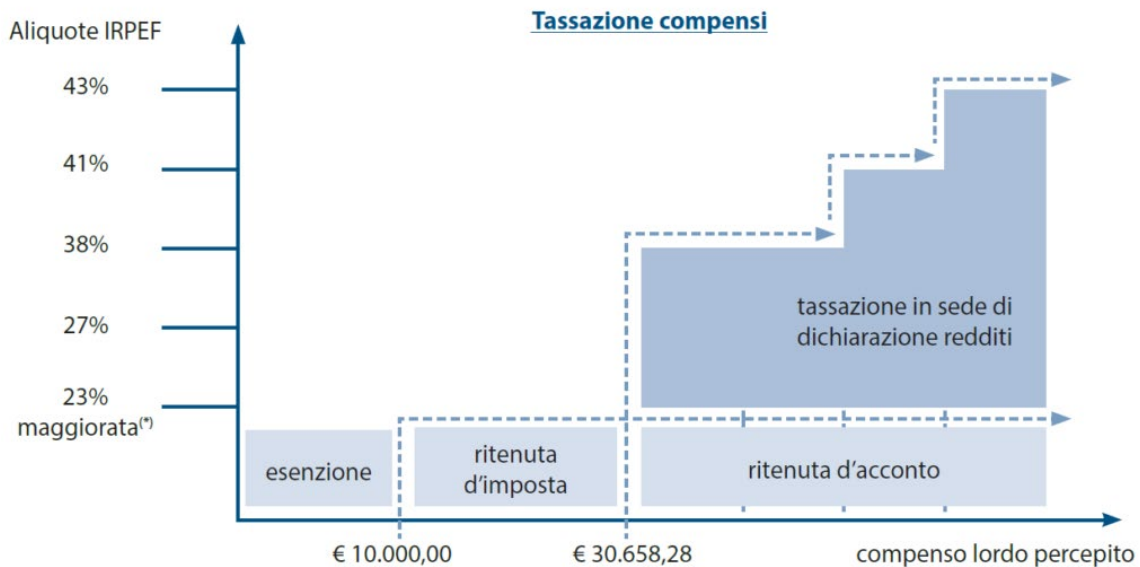 Tassazione compensi
Aliquote IRPEF
43%
41%
38%
27%
23%
maggiorata(*)
tassazione in sede di
dichiarazione redditi
esenzione
ritenuta
d'imposta
ritenuta d'acconto
€ 10.000,00
€ 30.658,28
compenso lordo percepito